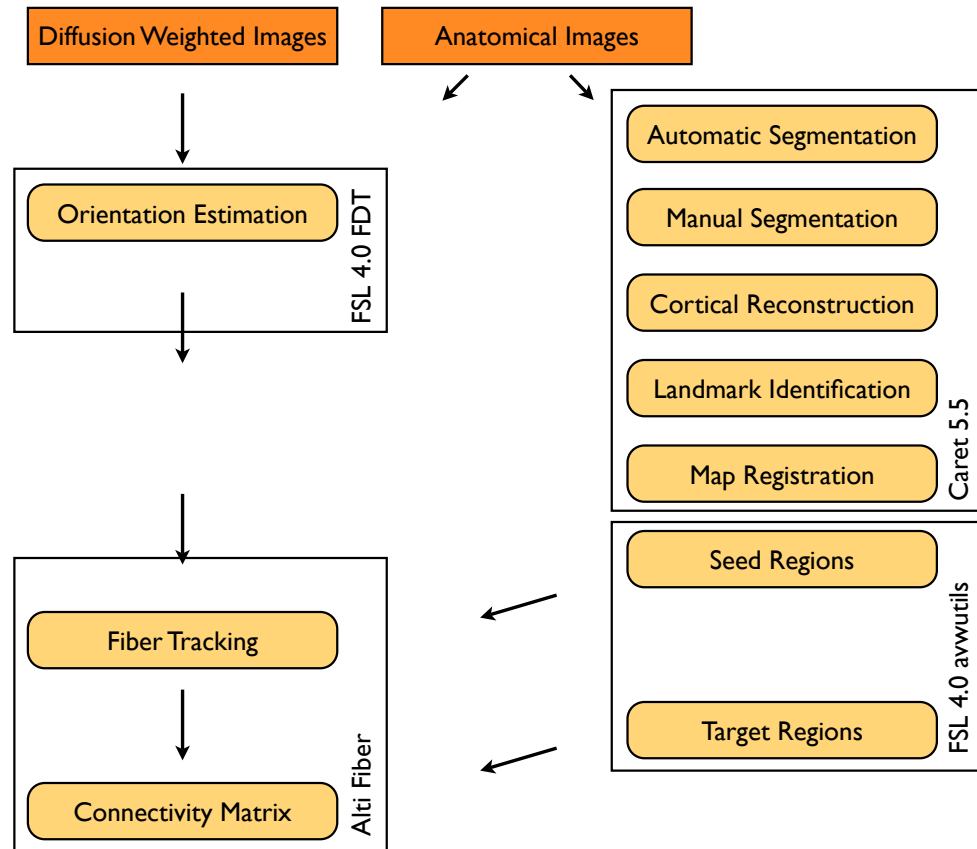 Diffusion Weighted Images
Anatomical Images
Automatic Segmentation
Orientation Estimation
FSL 4.0 FDT
Manual Segmentation
Cortical Reconstruction
Landmark Identification
Map Registration
Caret 5.5
Seed Regions
Fiber Tracking
Target Regions
FSL 4.0 avwutils
Connectivity Matrix
Alti Fiber